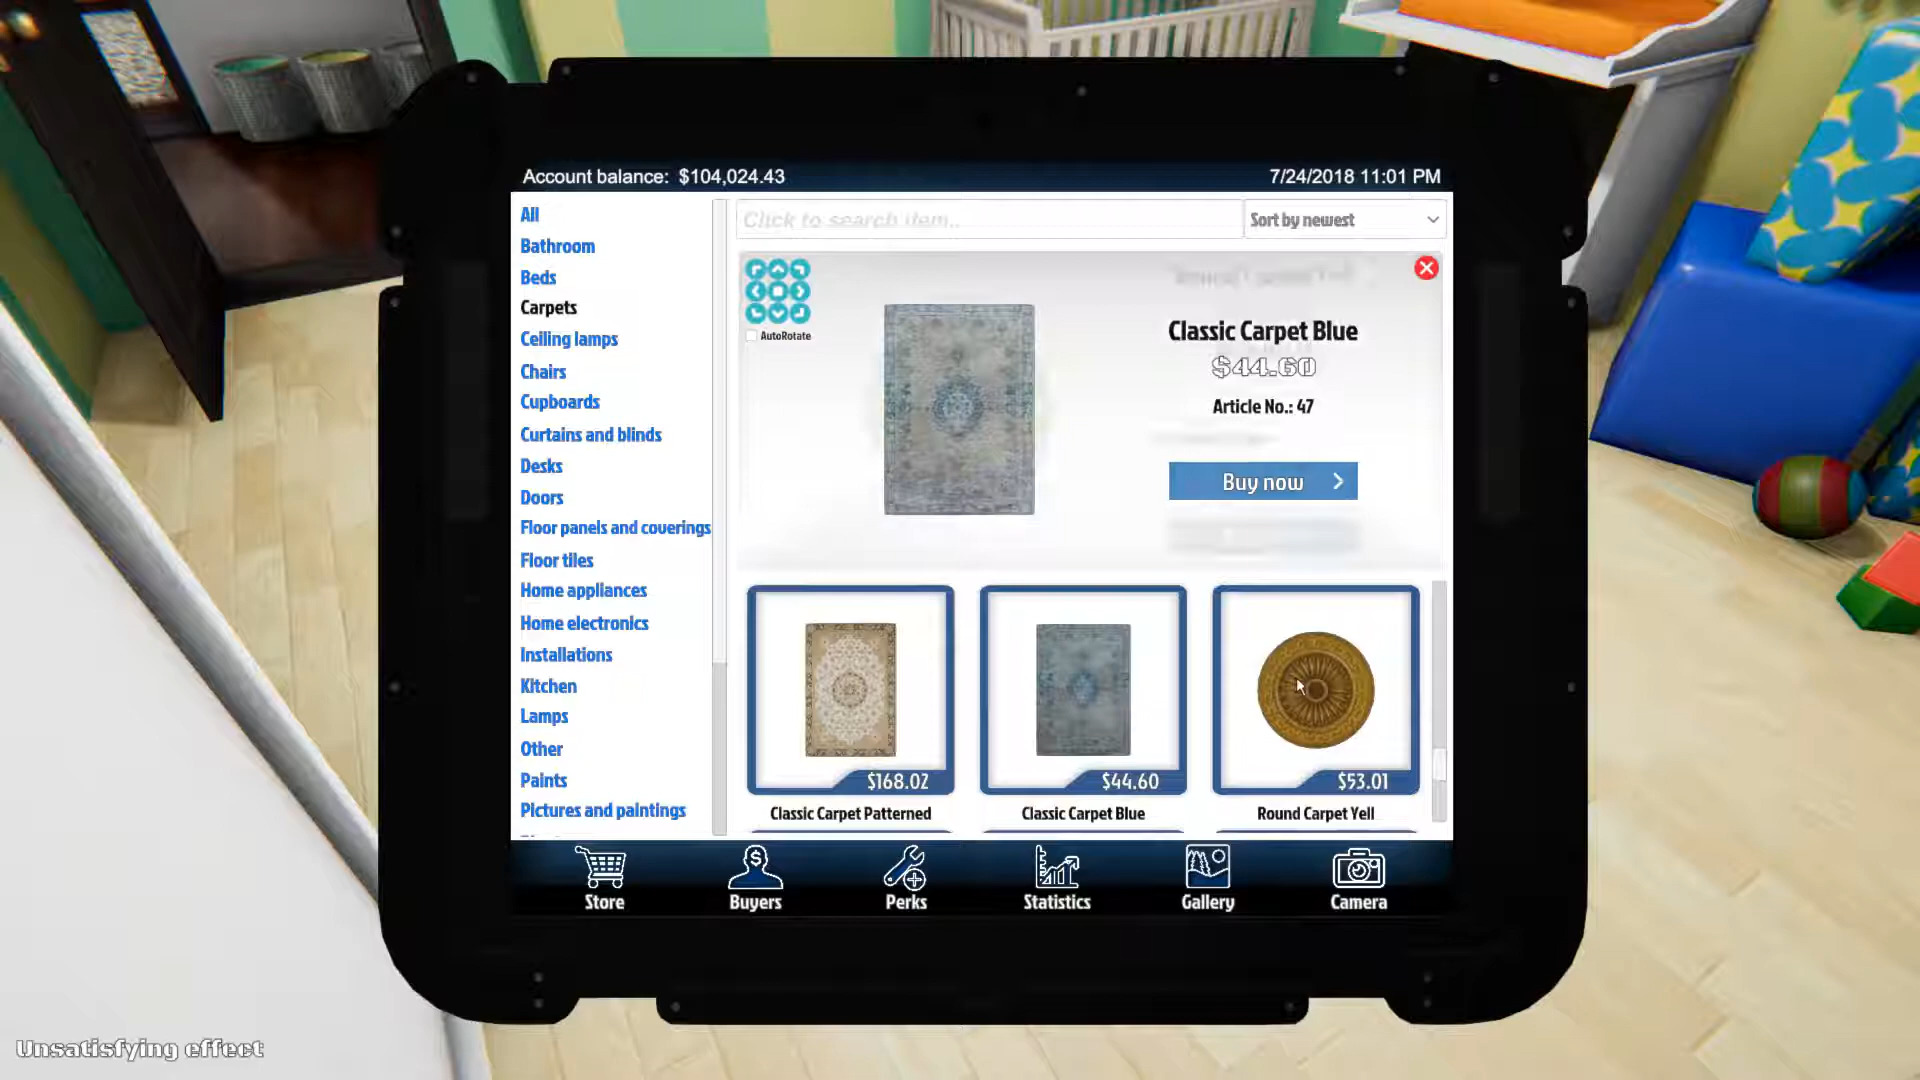 Account balance: $104,024.43
7/24/2018 11:01 PM
All
Bathroom
Beds
Carpets
Ceiling lamps
Chairs
Cupboards
Curtains and blinds
Desks
Doors
Floor panels and coverings
Floor tiles
Home appliances
Home electronics
Installations
Kitchen
Lamps
Other
Paints
Pictures and paintings
Click to search item..
Sort by newest
AutoRotate
Classic Carpet Blue
$44.60
Article No.: 47
Buy now
$168.02
$44.60
$53.01
Classic Carpet Patterned
Classic Carpet Blue
Round Carpet Yell
Store
Buyers
Perks
Statistics
Gallery
Camera
Unsatisfying effect